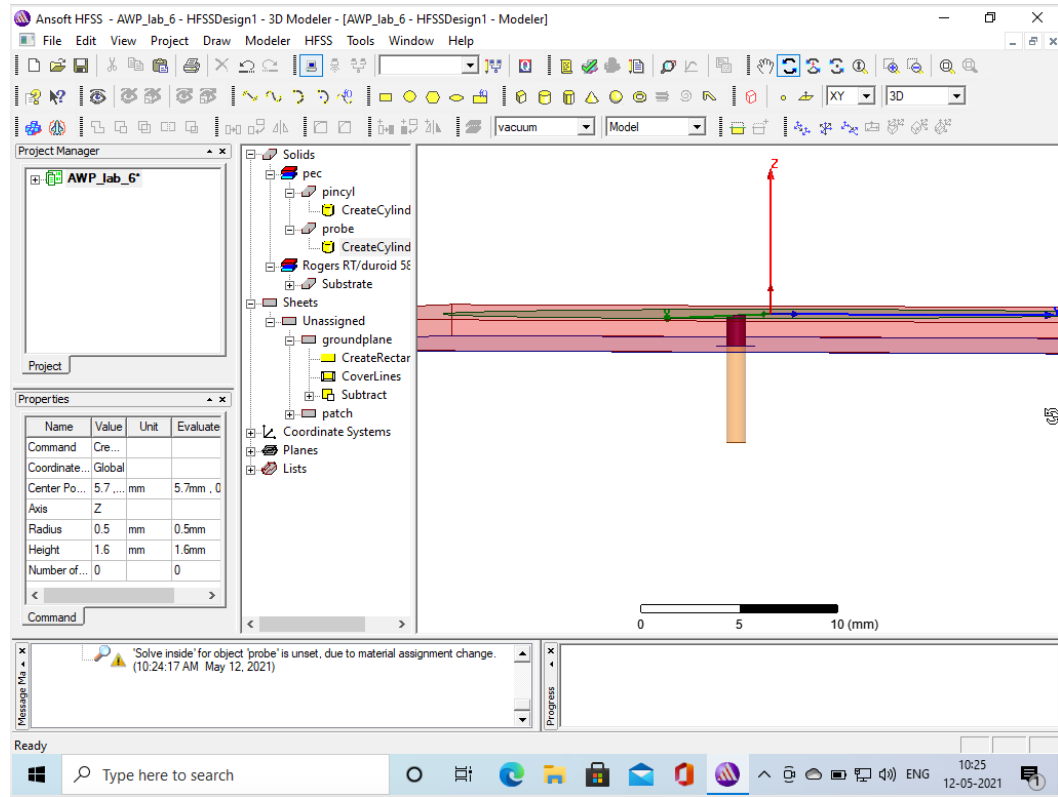 Ansoft HFSS - AWP_lab_6 - HFSSDesign1 - 3D Modeler - [AWP_lab_6 - HFSSDesign1 - Modeler]
File Edit View Project Draw Modeler HFSS Tools Window Help
XY 3D
vacuum Model
Project Manager
AWP_lab_6*
Project
Properties
Name Value Unit Evaluate
Command Cre...
Coordinate... Global
Center Po... 5.7 ,... mm 5.7mm , 0
Axis Z
Radius 0.5 mm 0.5mm
Height 1.6 mm 1.6mm
Number of... 0 0
Command
Solids
pec
pincyl
CreateCylind
probe
CreateCylind
Rogers RT/duroid 58
Substrate
Sheets
Unassigned
groundplane
CreateRectar
CoverLines
Subtract
patch
Coordinate Systems
Planes
Lists
Z
0 5 10 (mm)
Message Ma
'Solve inside' for object 'probe' is unset, due to material assignment change.
(10:24:17 AM May 12, 2021)
Progress
Ready
Type here to search
ENG
10:25
12-05-2021
1